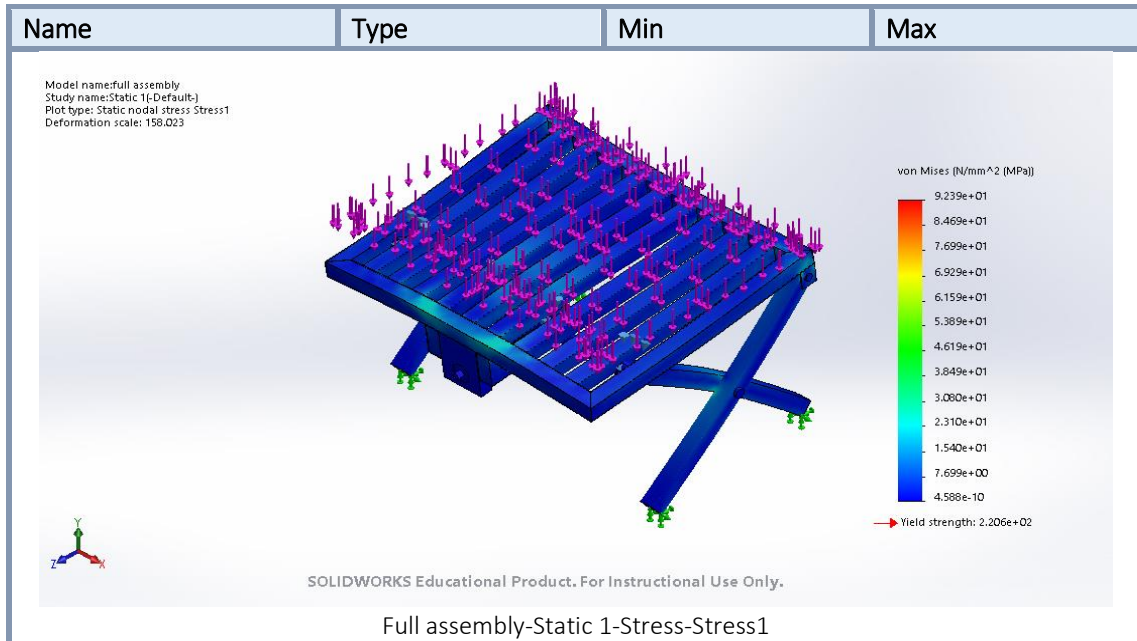 Name Type Min Max
Model name:full assembly
Study name:Static 1(-Default-)
Plot type: Static nodal stress Stress1
Deformation scale: 158.023
von Mises (N/mm^2 (MPa))
9.239e+01
8.469e+01
7.699e+01
6.929e+01
6.159e+01
5.389e+01
4.619e+01
3.849e+01
3.080e+01
2.310e+01
1.540e+01
7.699e+00
4.588e-10
Yield strength: 2.206e+02
Y
Z
X
SOLIDWORKS Educational Product. For Instructional Use Only.
Full assembly-Static 1-Stress-Stress1